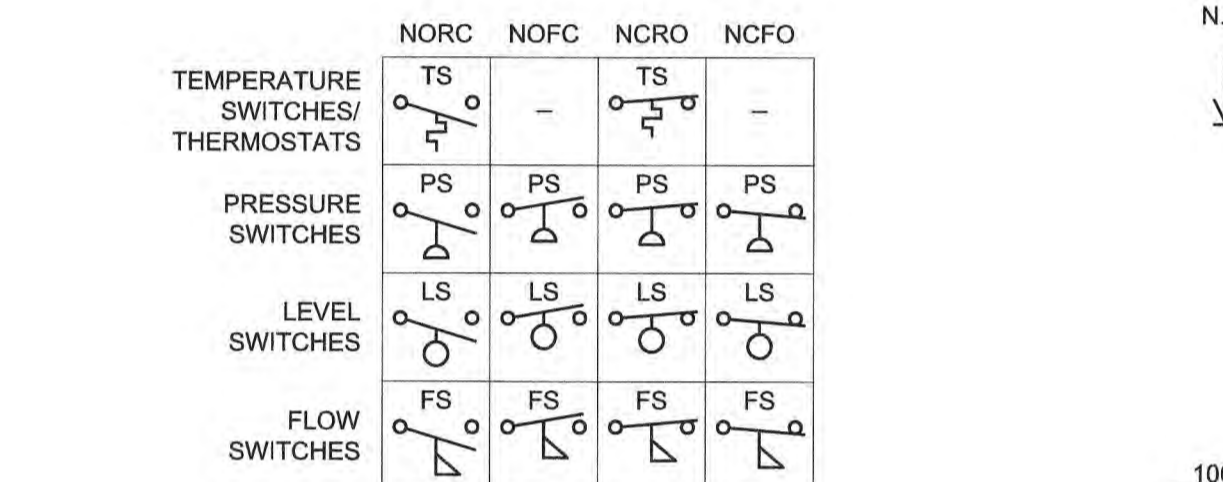 NORC NOFC NCRO NCFO
TEMPERATURE
SWITCHES/
THERMOSTATS
TS – TS –
PRESSURE
SWITCHES
PS PS PS PS
LEVEL
SWITCHES
LS LS LS LS
FLOW
SWITCHES
FS FS FS FS